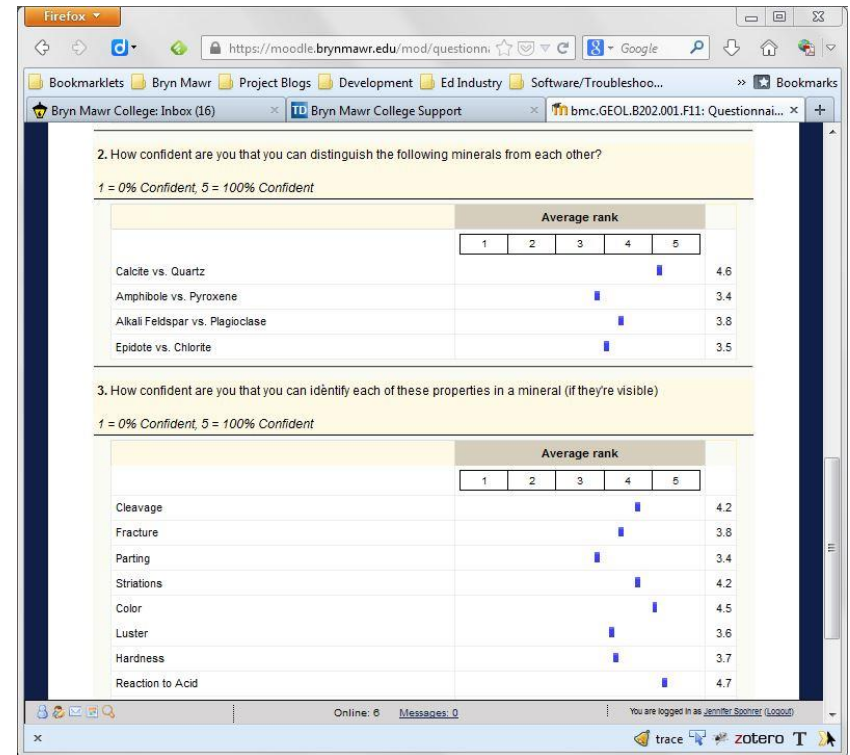 Firefox
https://moodle.brynmawr.edu/mod/questionn
Google
Bookmarklets Bryn Mawr Project Blogs Development Ed Industry Software/Troubleshoo... » Bookmarks
Bryn Mawr College: Inbox (16) × TD Bryn Mawr College Support × bmc.GEOL.B202.001.F11: Questionnai... × +
2. How confident are you that you can distinguish the following minerals from each other?
1 = 0% Confident, 5 = 100% Confident
Average rank
1 2 3 4 5
Calcite vs. Quartz 4.6
Amphibole vs. Pyroxene 3.4
Alkali Feldspar vs. Plagioclase 3.8
Epidote vs. Chlorite 3.5
3. How confident are you that you can identify each of these properties in a mineral (if they're visible)
1 = 0% Confident, 5 = 100% Confident
Average rank
1 2 3 4 5
Cleavage 4.2
Fracture 3.8
Parting 3.4
Striations 4.2
Color 4.5
Luster 3.6
Hardness 3.7
Reaction to Acid 4.7
Online: 6 Messages: 0 You are logged in as Jennifer Spohrer (Logout)
× trace zotero T